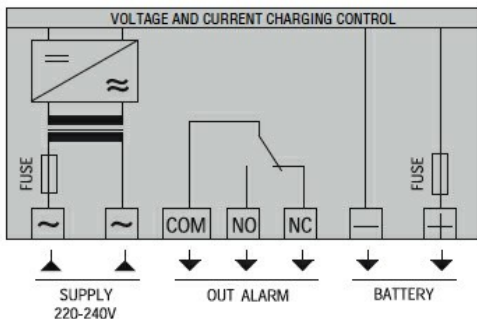 VOLTAGE AND CURRENT CHARGING CONTROL
FUSE
FUSE
~ ~ COM NO NC — +
SUPPLY
220-240V
OUT ALARM
BATTERY